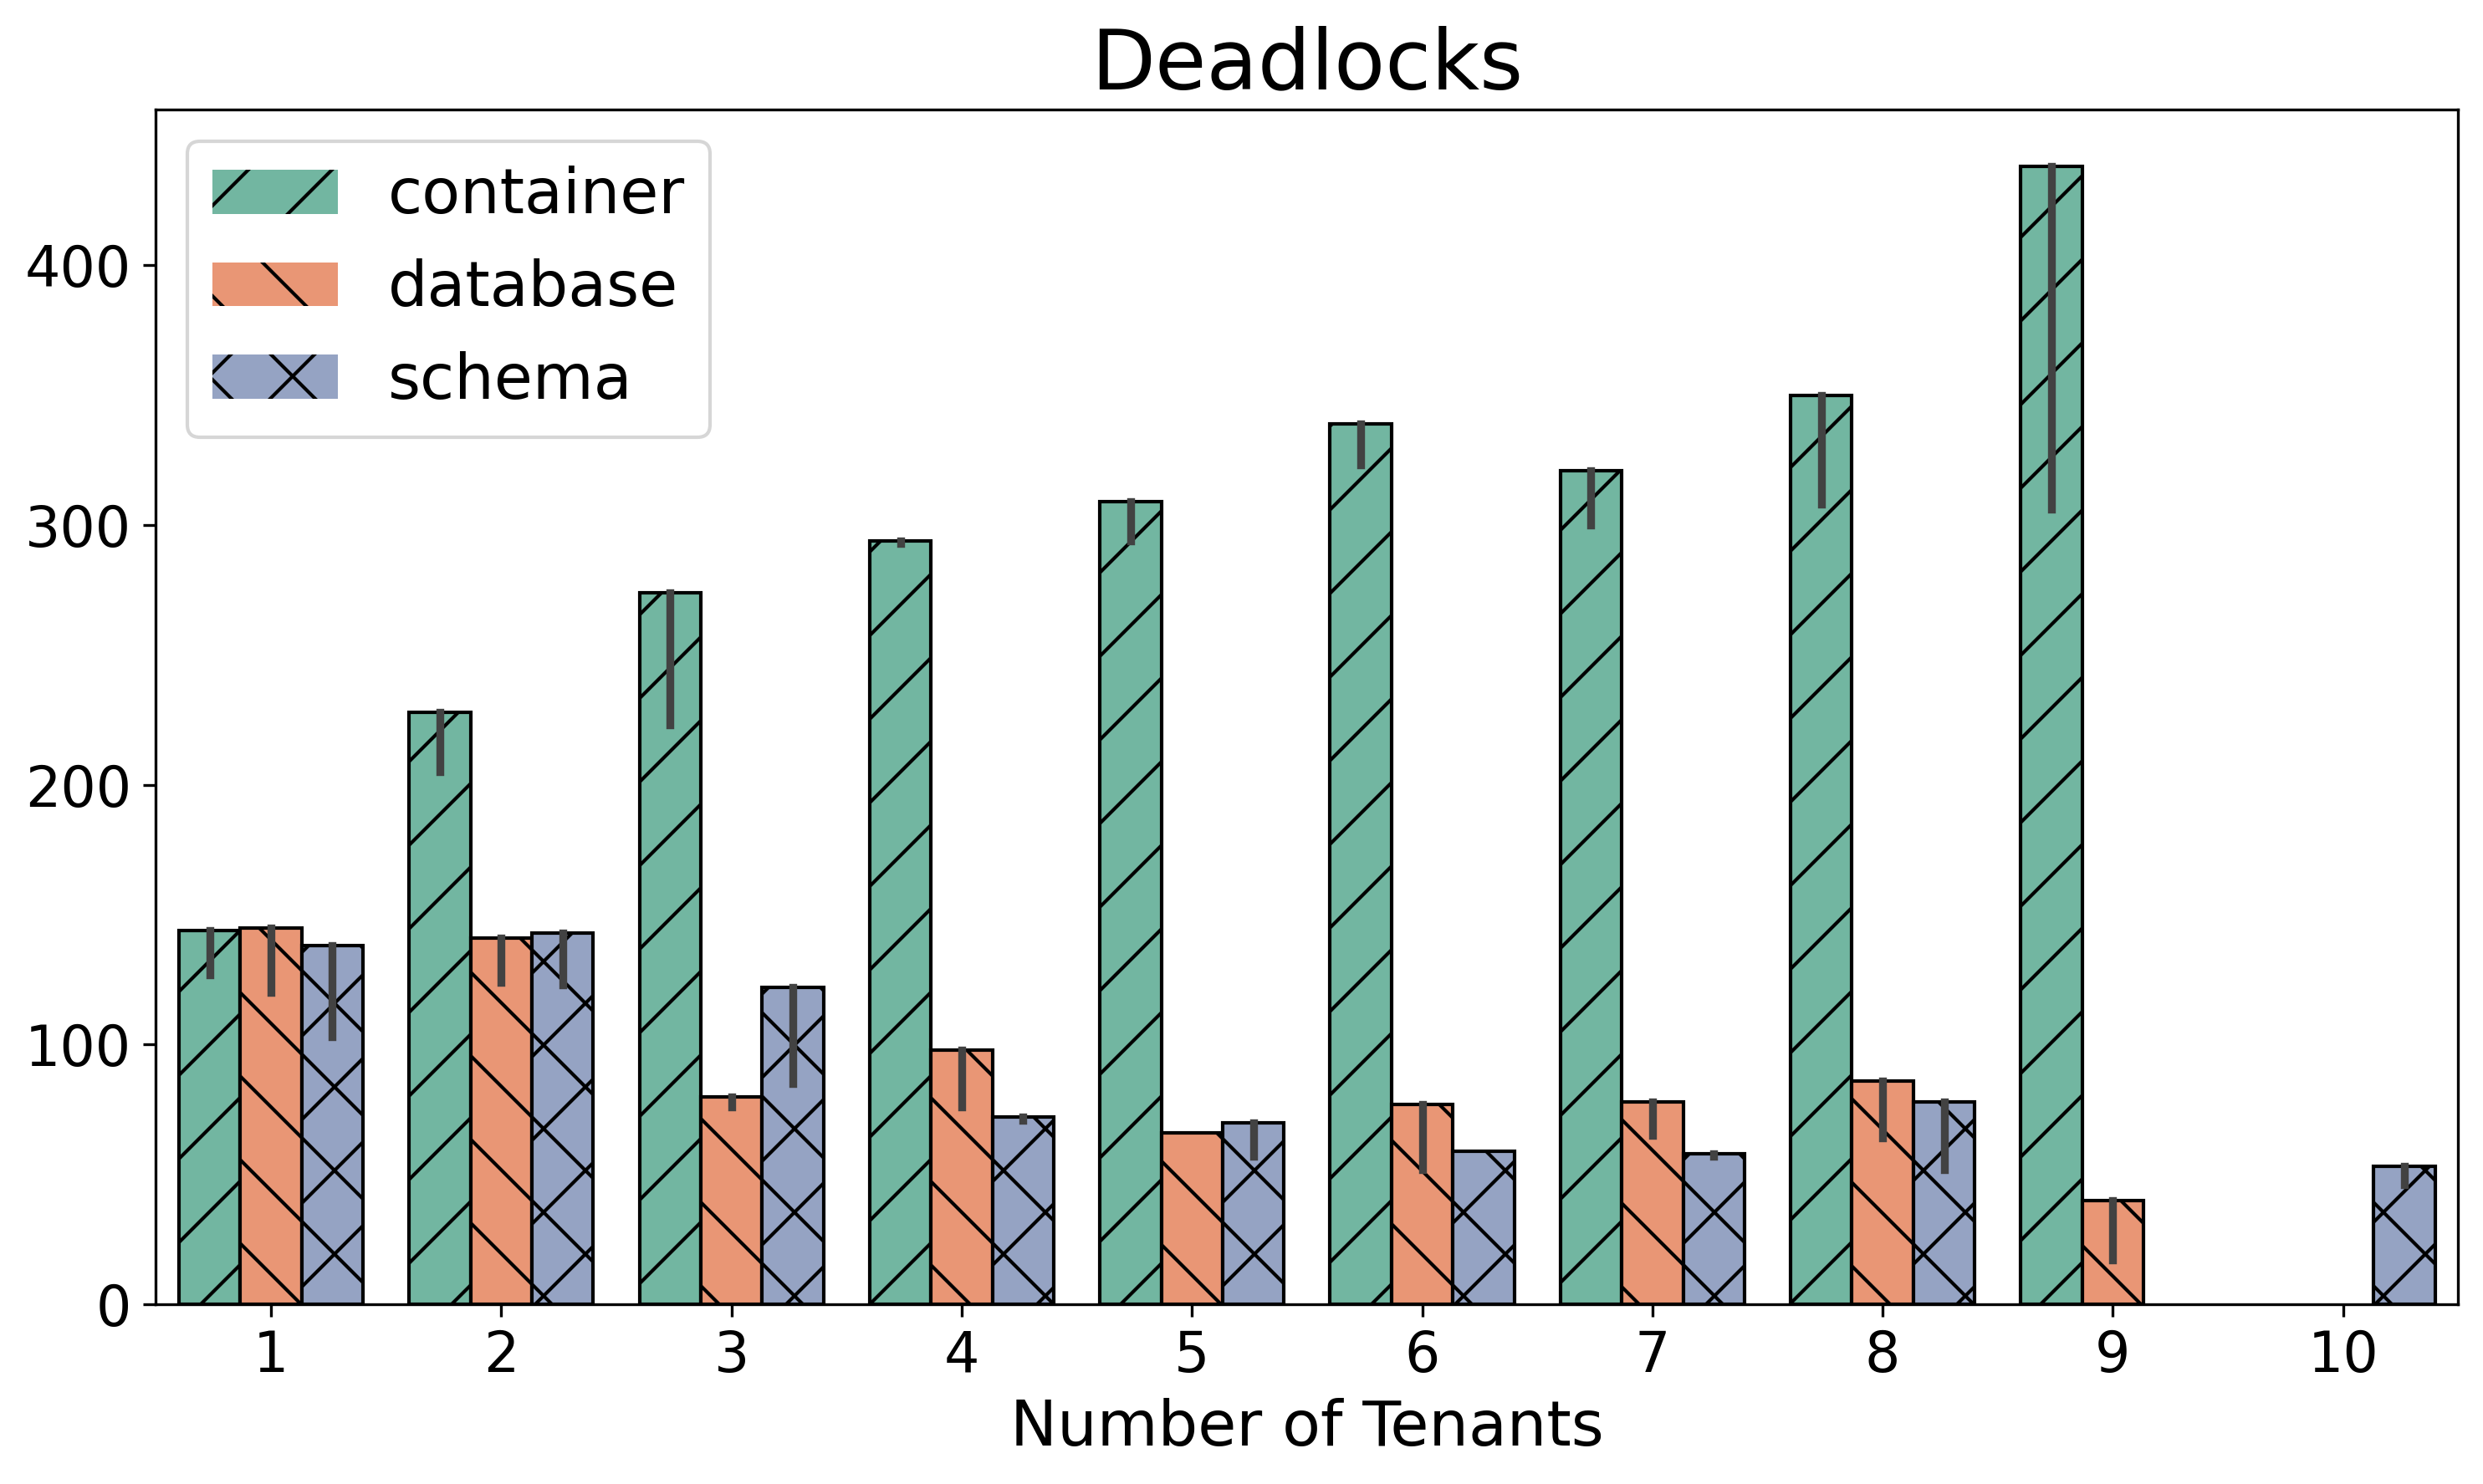 Deadlocks
container
database
schema
400
300
200
100
0
1 2 3 4 5 6 7 8 9 10
Number of Tenants